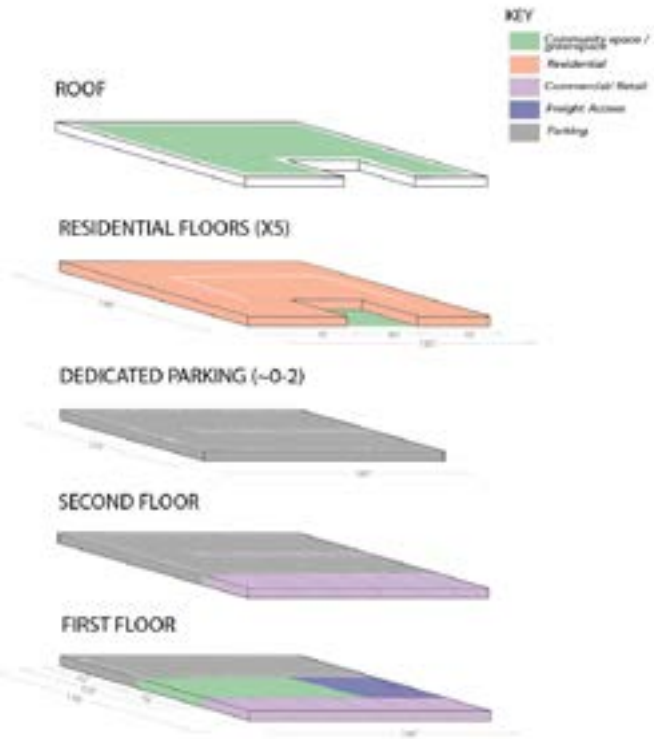 KEY
Community space /
greenspace
Residential
Commercial/ Retail
Freight Access
Parking
ROOF
RESIDENTIAL FLOORS (X5)
DEDICATED PARKING (~0-2)
SECOND FLOOR
FIRST FLOOR